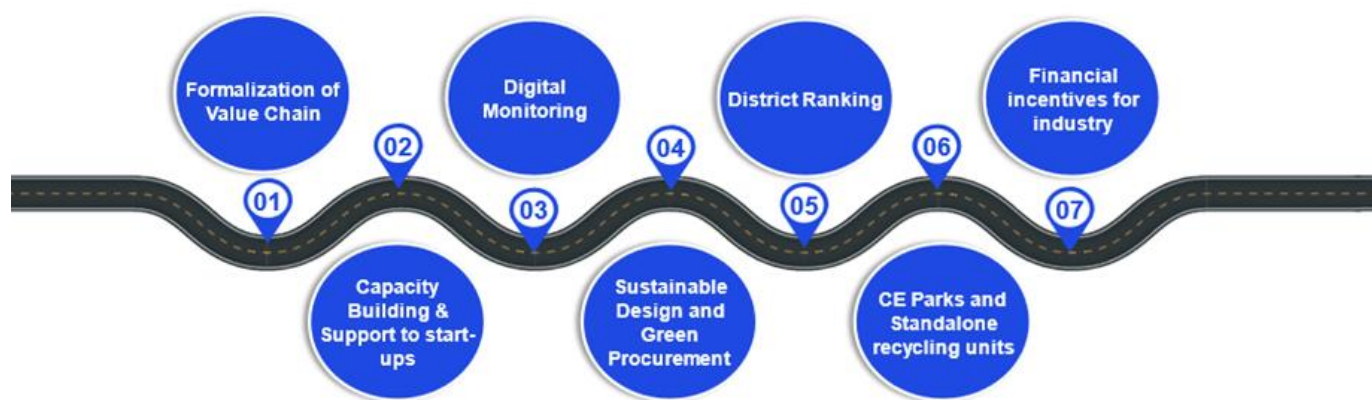 01
Formalization of
Value Chain
02
Capacity
Building &
Support to start-
ups
03
Digital
Monitoring
04
Sustainable
Design and
Green
Procurement
05
District Ranking
06
CE Parks and
Standalone
recycling units
07
Financial
incentives for
industry